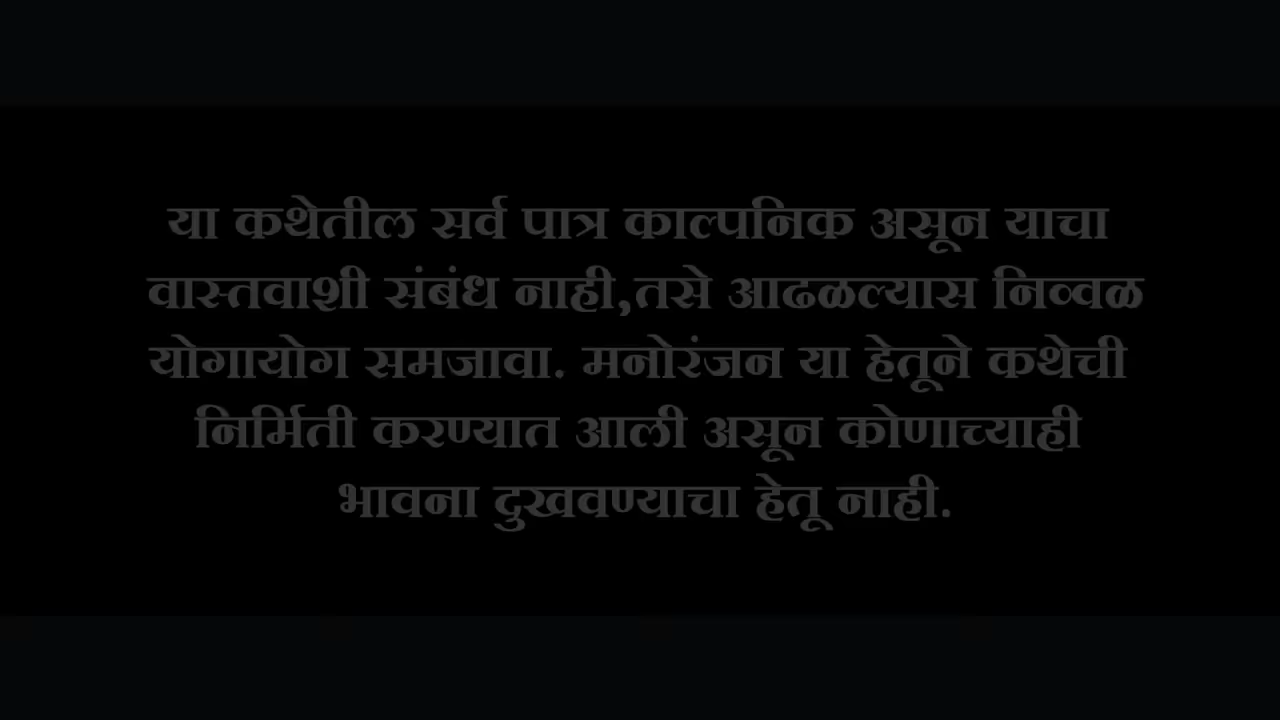 या कथेतील सर्व पात्र काल्पनिक असून याचा
वास्तवाशी संबंध नाही,तसे आढळल्यास निव्वळ
योगायोग समजावा. मनोरंजन या हेतूने कथेची
निर्मिती करण्यात आली असून कोणाच्याही
भावना दुखवण्याचा हेतू नाही.